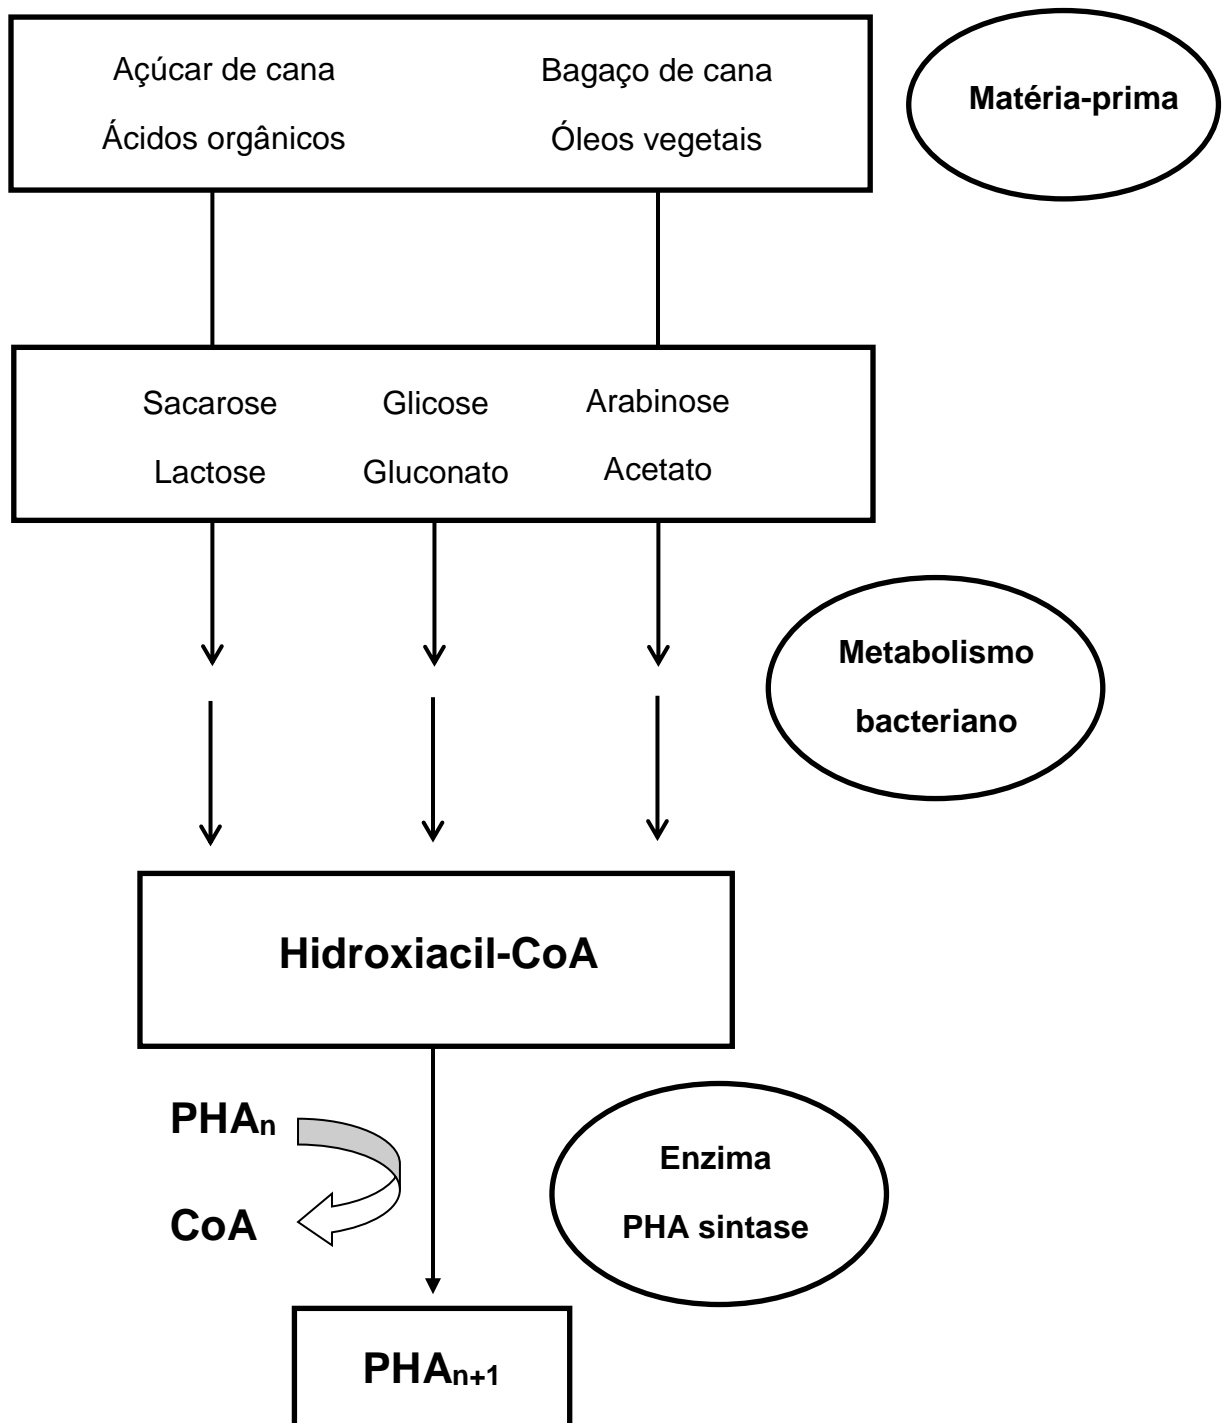 Açúcar de cana
Bagaço de cana
Matéria-prima
Ácidos orgânicos
Óleos vegetais
Sacarose
Glicose
Arabinose
Lactose
Gluconato
Acetato
Metabolismo
bacteriano
Hidroxiacil-CoA
PHAn
CoA
Enzima
PHA sintase
PHAn+1